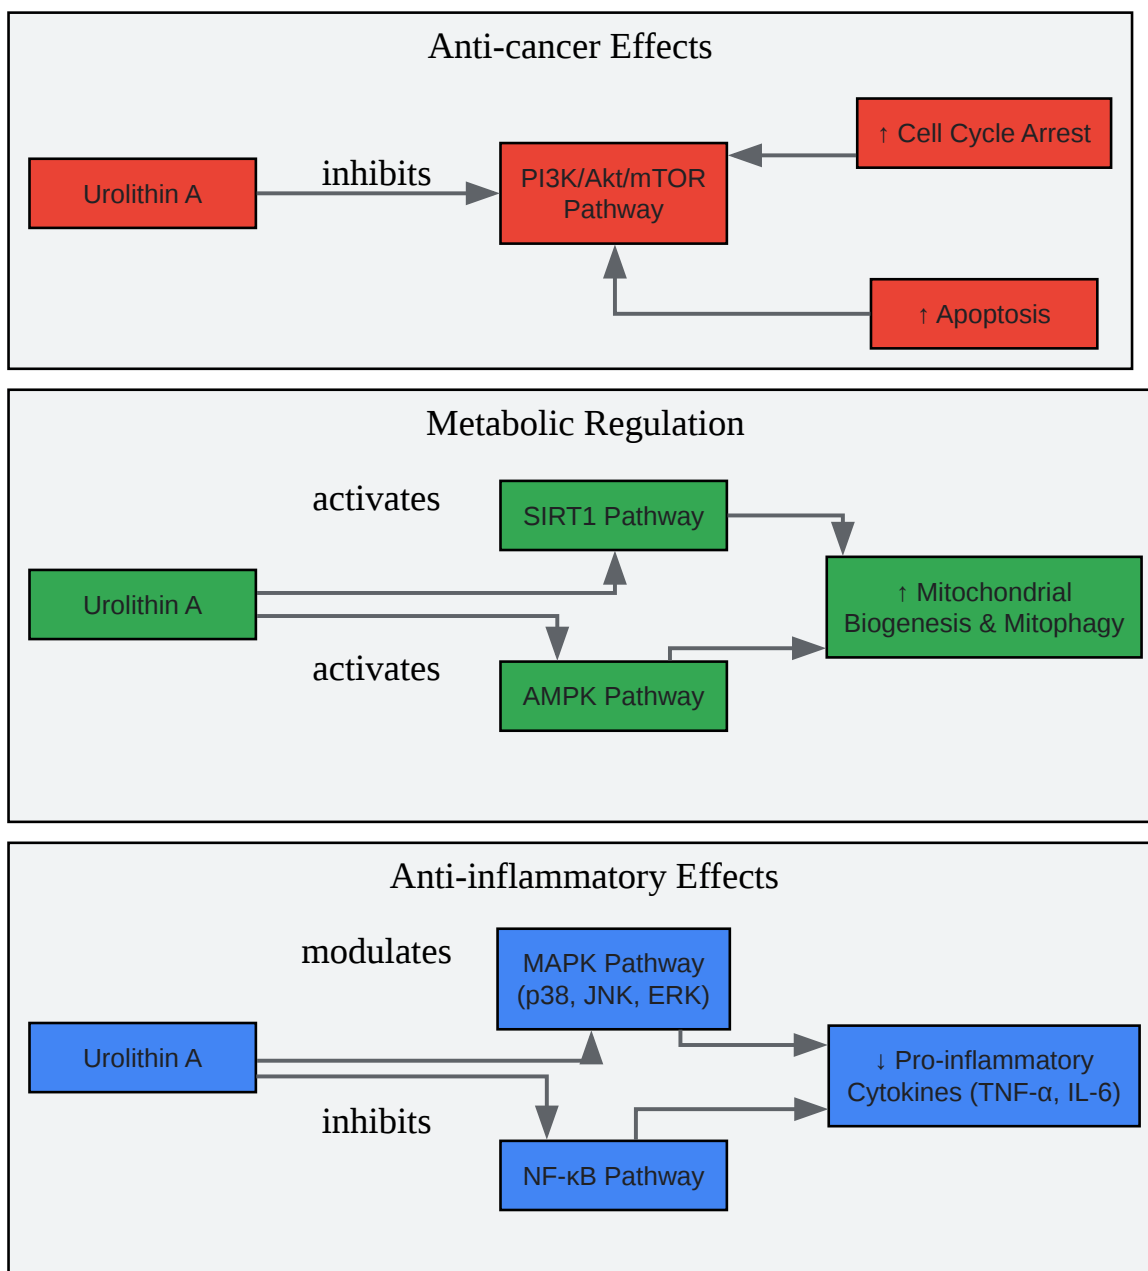 Anti-cancer Effects
↑ Cell Cycle Arrest
inhibits
Urolithin A
PI3K/Akt/mTOR
Pathway
↑ Apoptosis
Metabolic Regulation
activates
SIRT1 Pathway
Urolithin A
↑ Mitochondrial
Biogenesis & Mitophagy
activates
AMPK Pathway
Anti-inflammatory Effects
modulates
MAPK Pathway
(p38, JNK, ERK)
Urolithin A
↓ Pro-inflammatory
Cytokines (TNF-α, IL-6)
inhibits
NF-κB Pathway